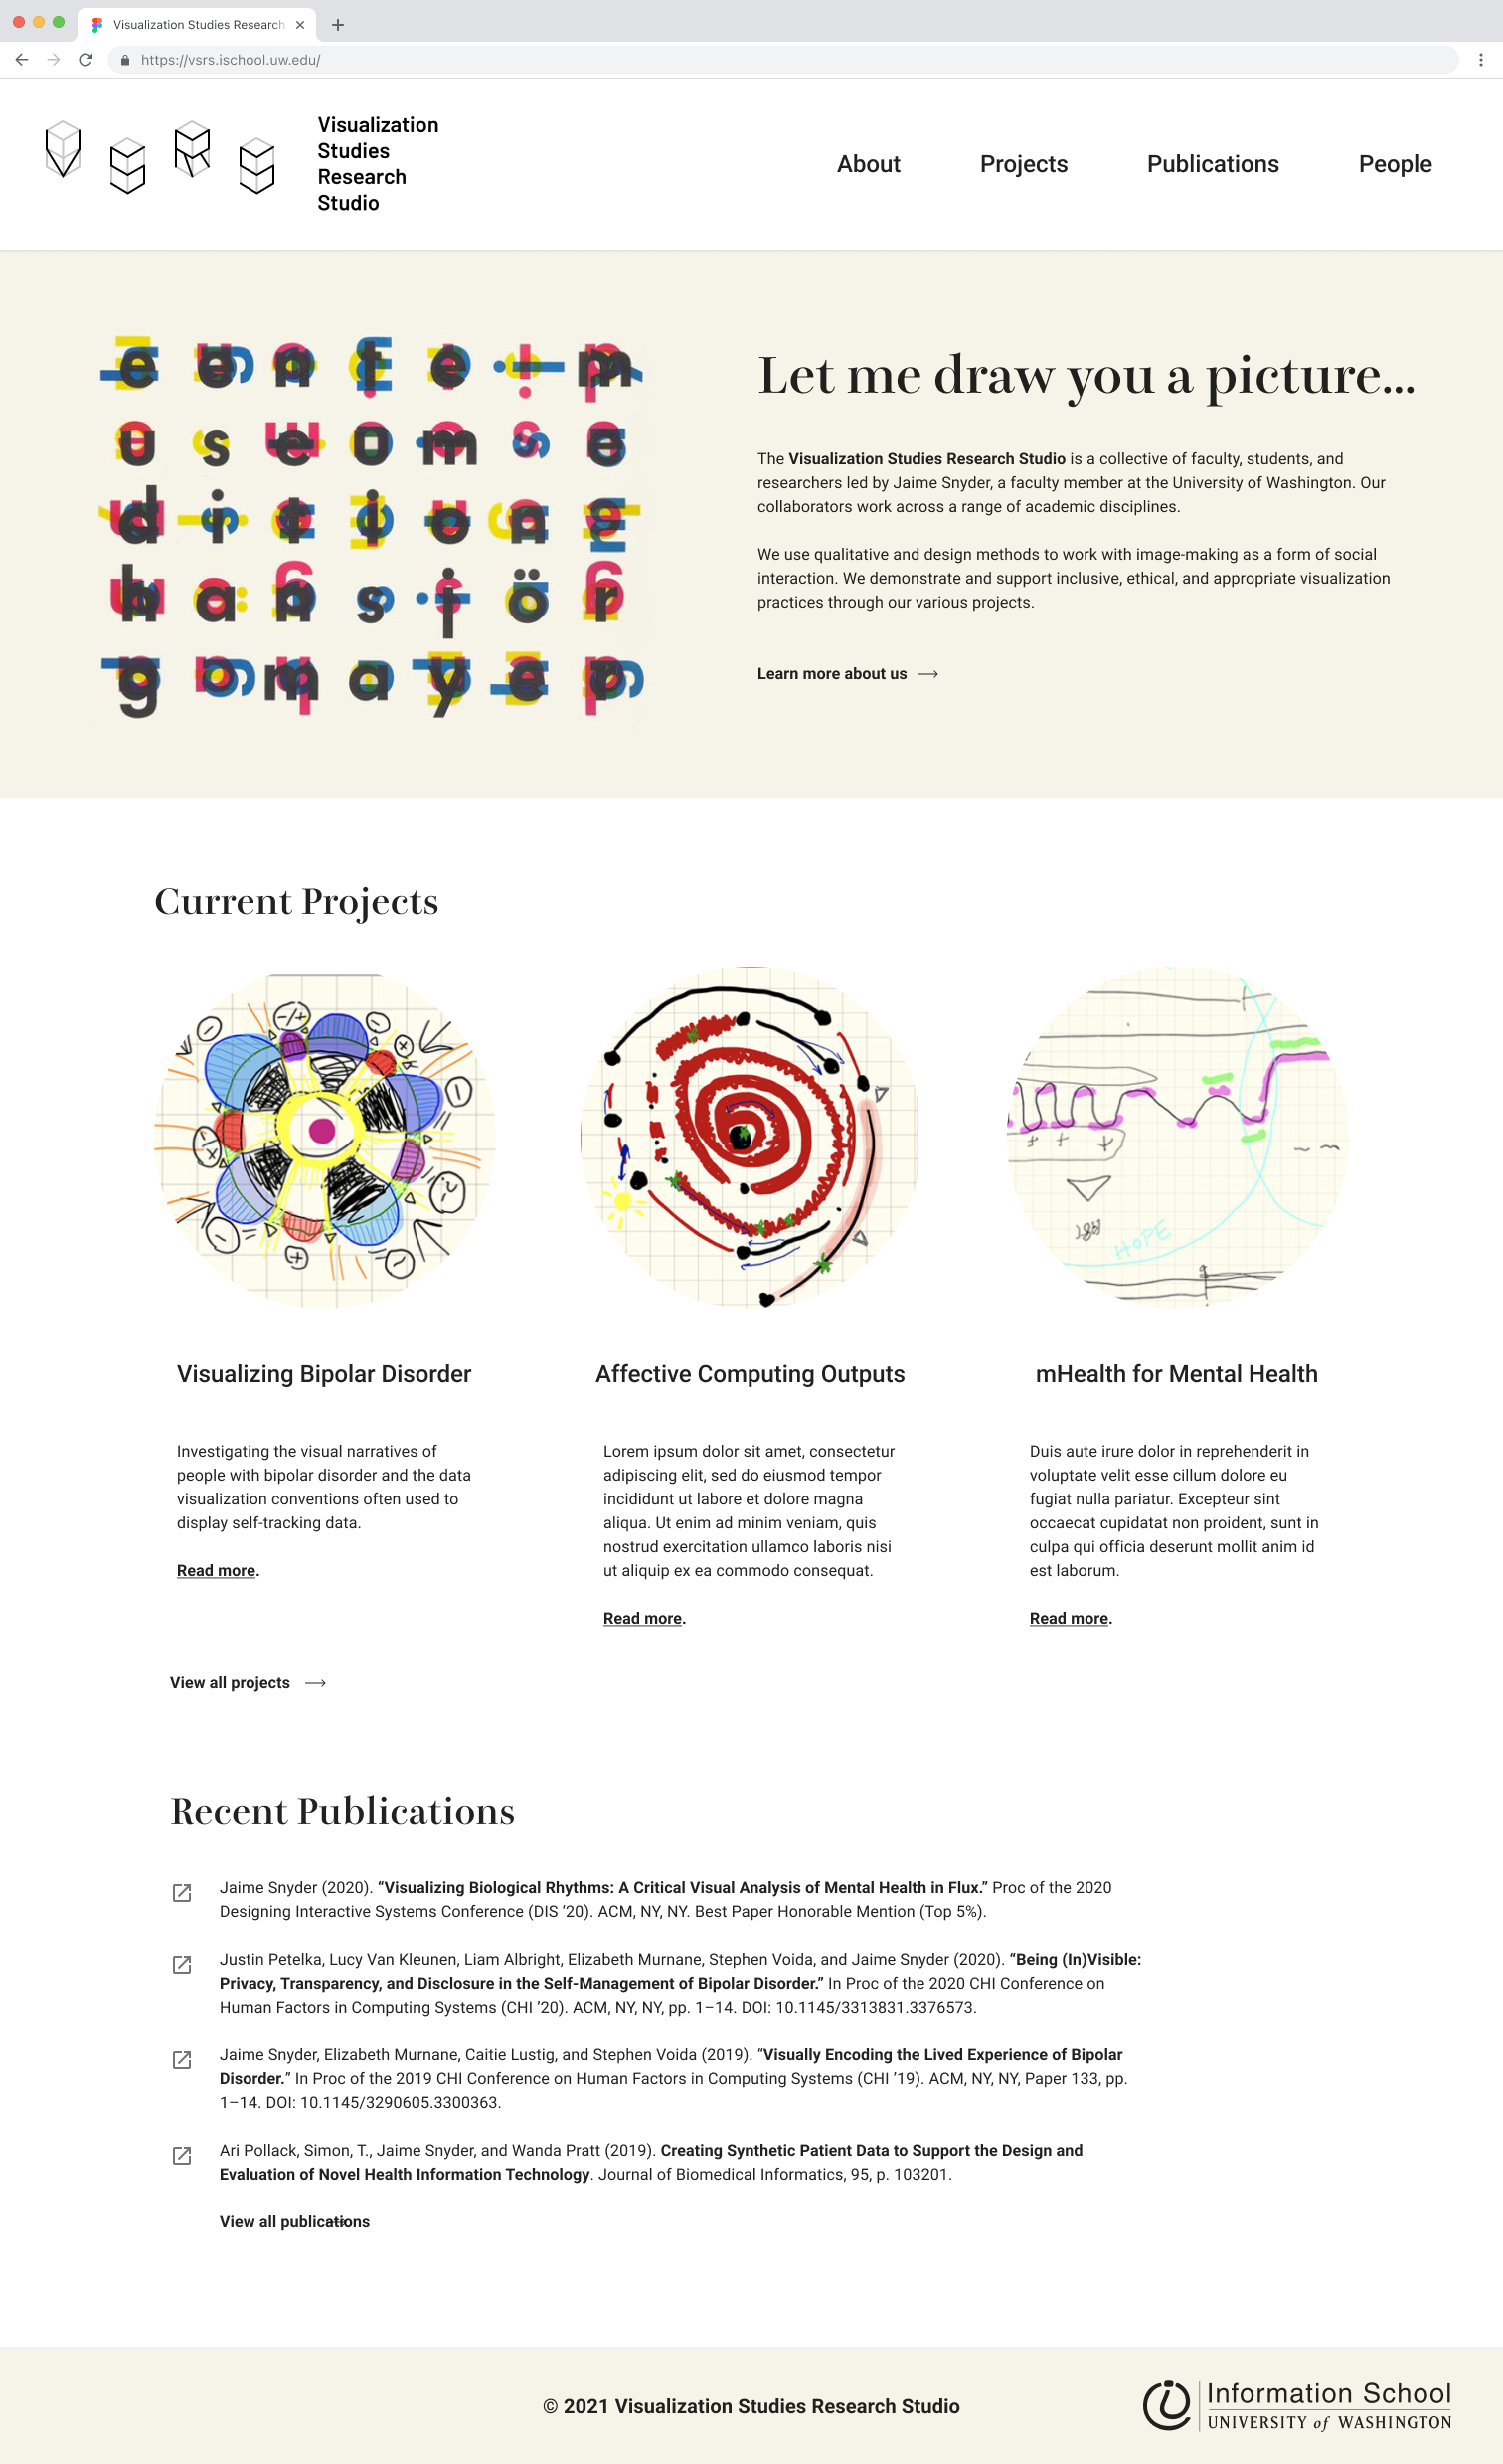 Visualization Studies Research
https://vsrs.ischool.uw.edu/
V S R S
Visualization
Studies
Research
Studio
About
Projects
Publications
People
e u n t e i m
u s e o m s e
d i t i o n s
h a n s j ö r
g m a y e r
Let me draw you a picture...
The Visualization Studies Research Studio is a collective of faculty, students, and
researchers led by Jaime Snyder, a faculty member at the University of Washington. Our
collaborators work across a range of academic disciplines.
We use qualitative and design methods to work with image-making as a form of social
interaction. We demonstrate and support inclusive, ethical, and appropriate visualization
practices through our various projects.
Learn more about us
Current Projects
HOPE
Visualizing Bipolar Disorder
Investigating the visual narratives of
people with bipolar disorder and the data
visualization conventions often used to
display self-tracking data.
Read more.
Affective Computing Outputs
Lorem ipsum dolor sit amet, consectetur
adipiscing elit, sed do eiusmod tempor
incididunt ut labore et dolore magna
aliqua. Ut enim ad minim veniam, quis
nostrud exercitation ullamco laboris nisi
ut aliquip ex ea commodo consequat.
Read more.
mHealth for Mental Health
Duis aute irure dolor in reprehenderit in
voluptate velit esse cillum dolore eu
fugiat nulla pariatur. Excepteur sint
occaecat cupidatat non proident, sunt in
culpa qui officia deserunt mollit anim id
est laborum.
Read more.
View all projects
Recent Publications
Jaime Snyder (2020). “Visualizing Biological Rhythms: A Critical Visual Analysis of Mental Health in Flux.” Proc of the 2020
Designing Interactive Systems Conference (DIS ‘20). ACM, NY, NY. Best Paper Honorable Mention (Top 5%).
Justin Petelka, Lucy Van Kleunen, Liam Albright, Elizabeth Murnane, Stephen Voida, and Jaime Snyder (2020). “Being (In)Visible:
Privacy, Transparency, and Disclosure in the Self-Management of Bipolar Disorder.” In Proc of the 2020 CHI Conference on
Human Factors in Computing Systems (CHI ’20). ACM, NY, NY, pp. 1–14. DOI: 10.1145/3313831.3376573.
Jaime Snyder, Elizabeth Murnane, Caitie Lustig, and Stephen Voida (2019). “Visually Encoding the Lived Experience of Bipolar
Disorder.” In Proc of the 2019 CHI Conference on Human Factors in Computing Systems (CHI ’19). ACM, NY, NY, Paper 133, pp.
1–14. DOI: 10.1145/3290605.3300363.
Ari Pollack, Simon, T., Jaime Snyder, and Wanda Pratt (2019). Creating Synthetic Patient Data to Support the Design and
Evaluation of Novel Health Information Technology. Journal of Biomedical Informatics, 95, p. 103201.
View all publications
© 2021 Visualization Studies Research Studio
Information School
UNIVERSITY of WASHINGTON